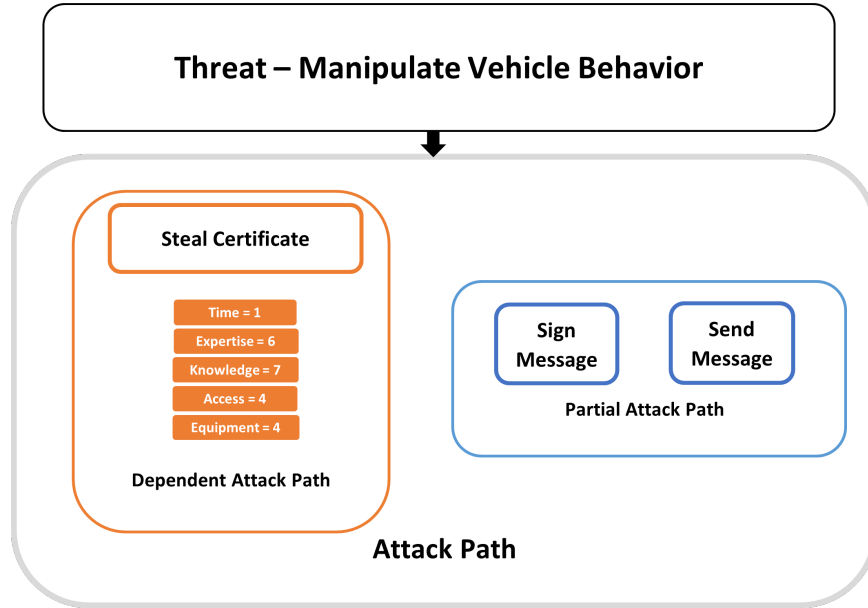 Threat – Manipulate Vehicle Behavior
Steal Certificate
Time = 1
Expertise = 6
Knowledge = 7
Access = 4
Equipment = 4
Dependent Attack Path
Sign
Message
Send
Message
Partial Attack Path
Attack Path